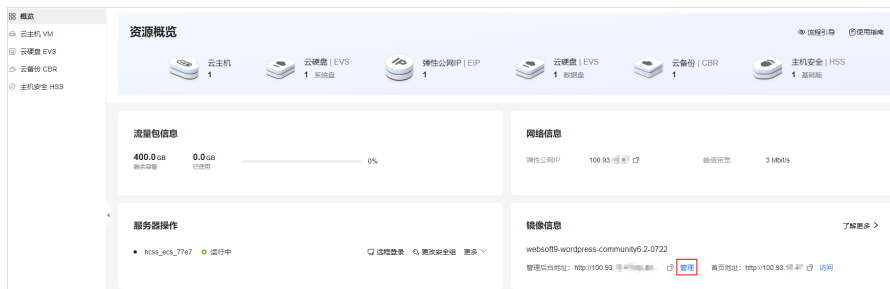 概览
云主机 VM
云硬盘 EVS
云备份 CBR
主机安全 HSS
资源概览
流程引导 使用指南
云主机 云硬盘 | EVS 弹性公网IP | EIP 云硬盘 | EVS 云备份 | CBR 主机安全 | HSS
1 1 系统盘 1 1 数据盘 1 1 基础版
流量包信息
400.0 GB 0.0 GB 0%
剩余容量 已使用
网络信息
弹性公网IP 100.93. 峰值带宽 3 Mbit/s
服务器操作
hcss_ecs_77e7 运行中 远程登录 更改安全组 更多
镜像信息 了解更多 >
websoft9-wordpress-community6.2-0722
管理后台地址: http://100.93. 管理 首页地址: http://100.93. 访问